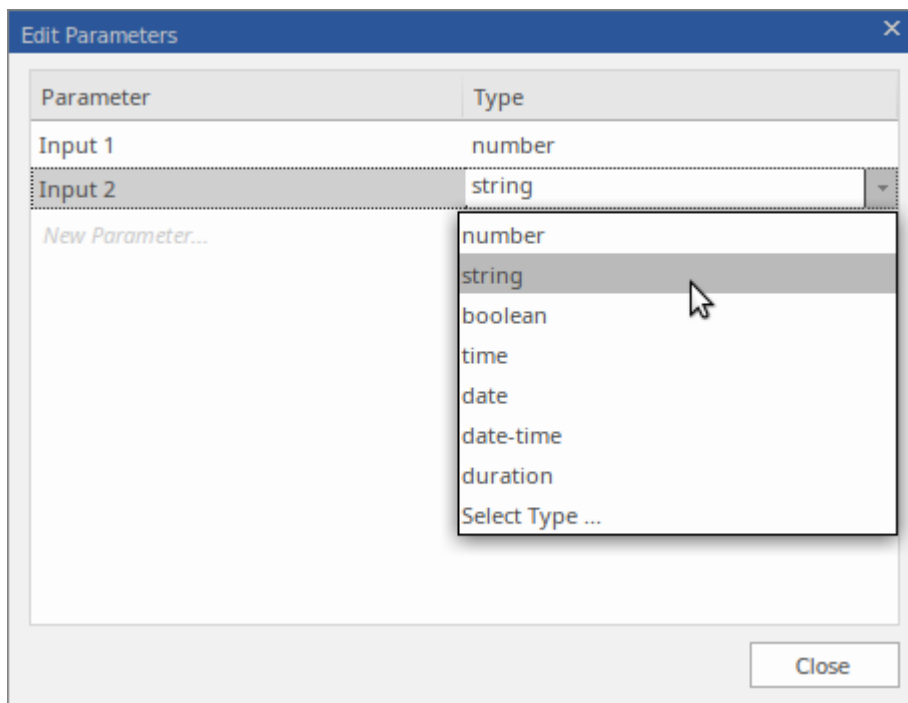 Edit Parameters
Parameter Type
Input 1 number
Input 2 string
New Parameter...
number
string
boolean
time
date
date-time
duration
Select Type ...
Close